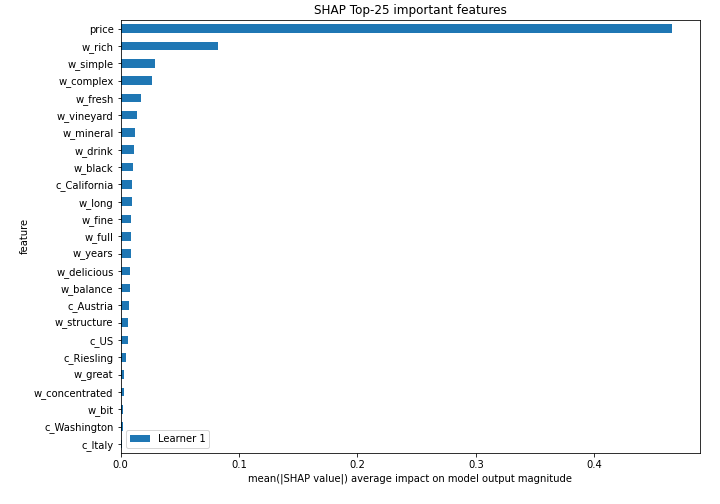 SHAP Top-25 important features
price
w_rich
w_simple
w_complex
w_fresh
w_vineyard
w_mineral
w_drink
w_black
c_California
w_long
w_fine
w_full
w_years
w_delicious
w_balance
c_Austria
w_structure
c_US
c_Riesling
w_great
w_concentrated
w_bit
c_Washington
c_Italy
feature
Learner 1
0.0 0.1 0.2 0.3 0.4
mean(|SHAP value|) average impact on model output magnitude